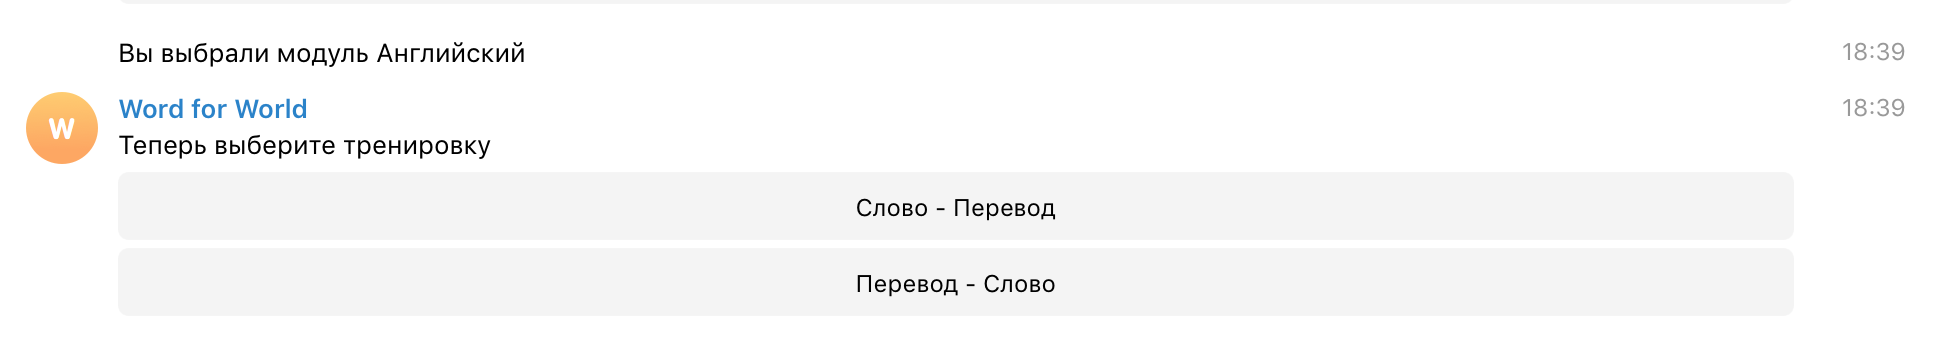 Вы выбрали модуль Английский
18:39
W
Word for World
18:39
Теперь выберите тренировку
Слово - Перевод
Перевод - Слово